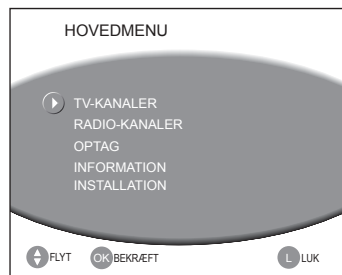 HOVEDMENU
TV-KANALER
RADIO-KANALER
OPTAG
INFORMATION
INSTALLATION
FLYT OK BEKRÆFT L LUK